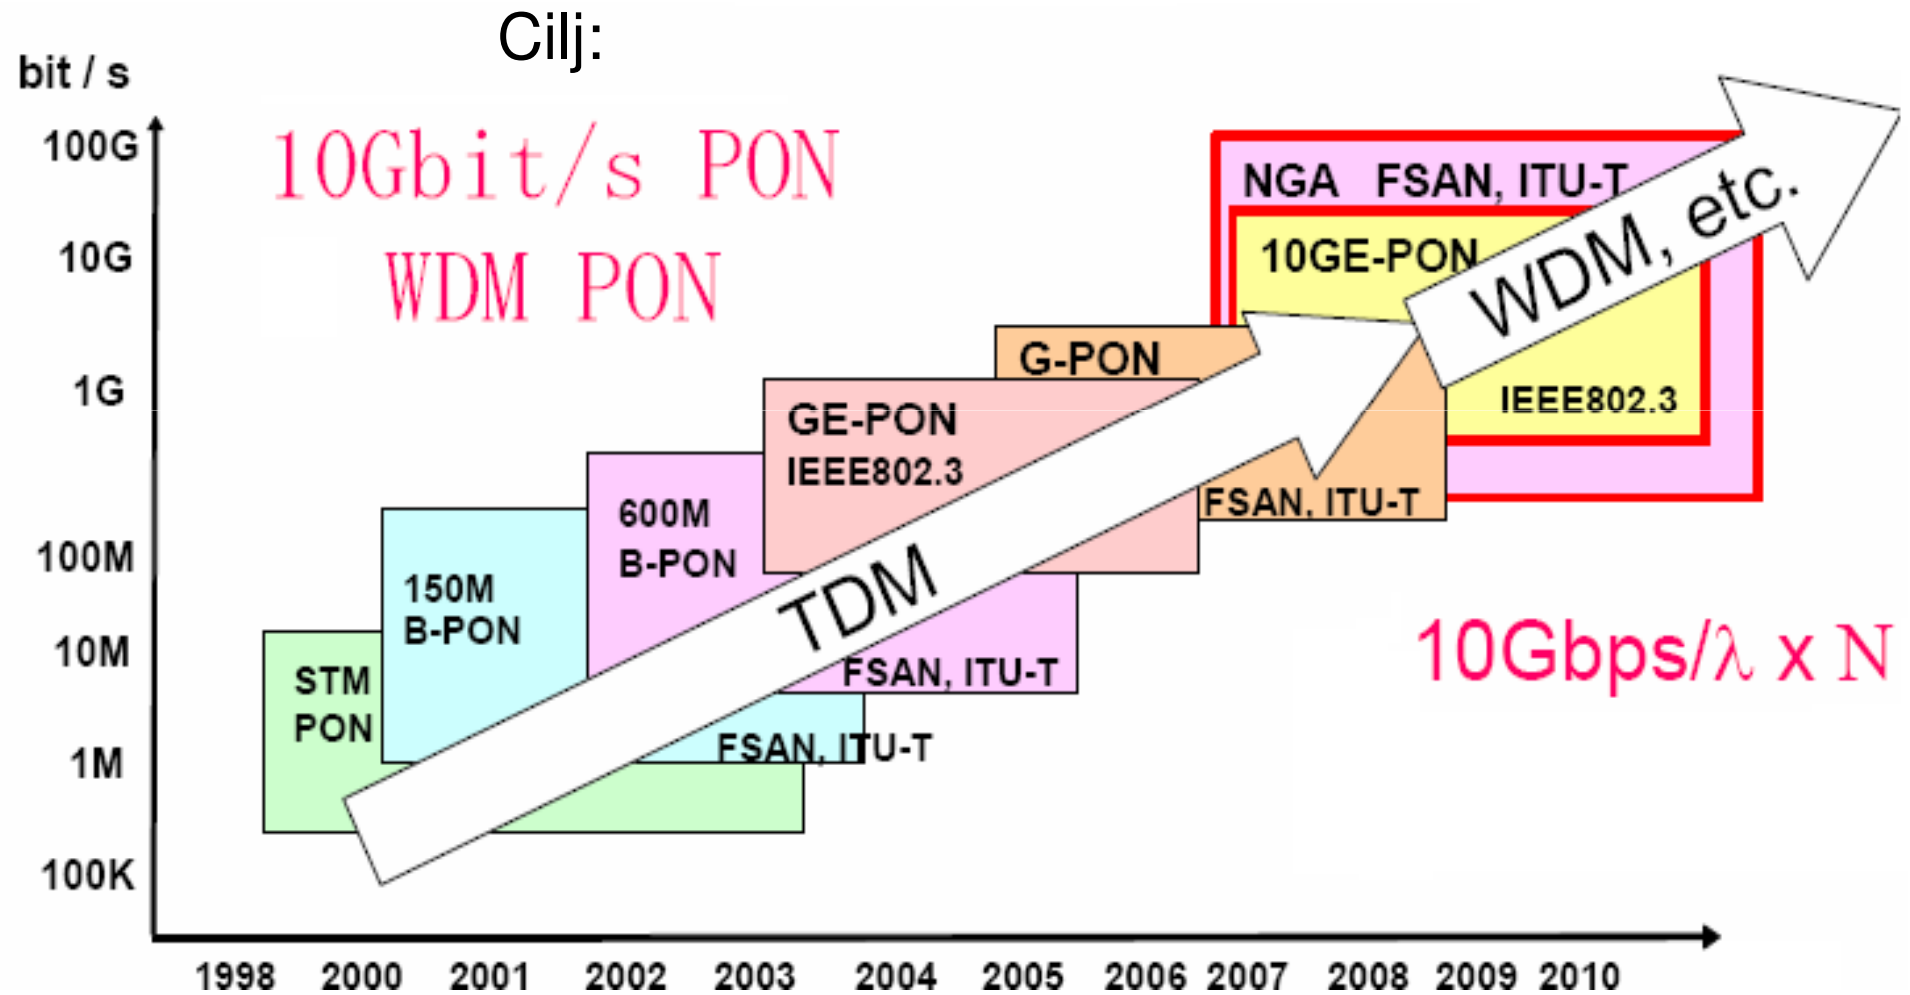 Cilj:
bit / s
100G
10G
1G
100M
10M
1M
100K
10Gbit/s PON
WDM PON
NGA FSAN, ITU-T
10GE-PON
IEEE802.3
WDM, etc.
G-PON
FSAN, ITU-T
GE-PON
IEEE802.3
600M
B-PON
FSAN, ITU-T
150M
B-PON
FSAN, ITU-T
STM
PON
TDM
10Gbps/λ x N
1998 2000 2001 2002 2003 2004 2005 2006 2007 2008 2009 2010